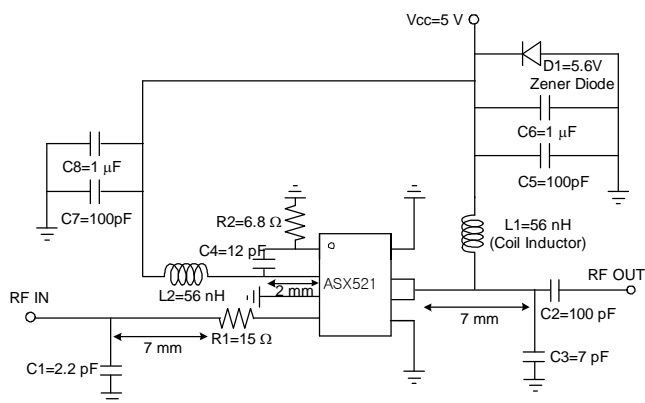 Vcc=5 V
D1=5.6V
Zener Diode
C6=1 μF
C5=100pF
C8=1 μF
C7=100pF
R2=6.8 Ω
C4=12 pF
L1=56 nH
(Coil Inductor)
ASX521
2 mm
L2=56 nH
RF OUT
RF IN
C2=100 pF
7 mm
7 mm
R1=15 Ω
C1=2.2 pF
C3=7 pF